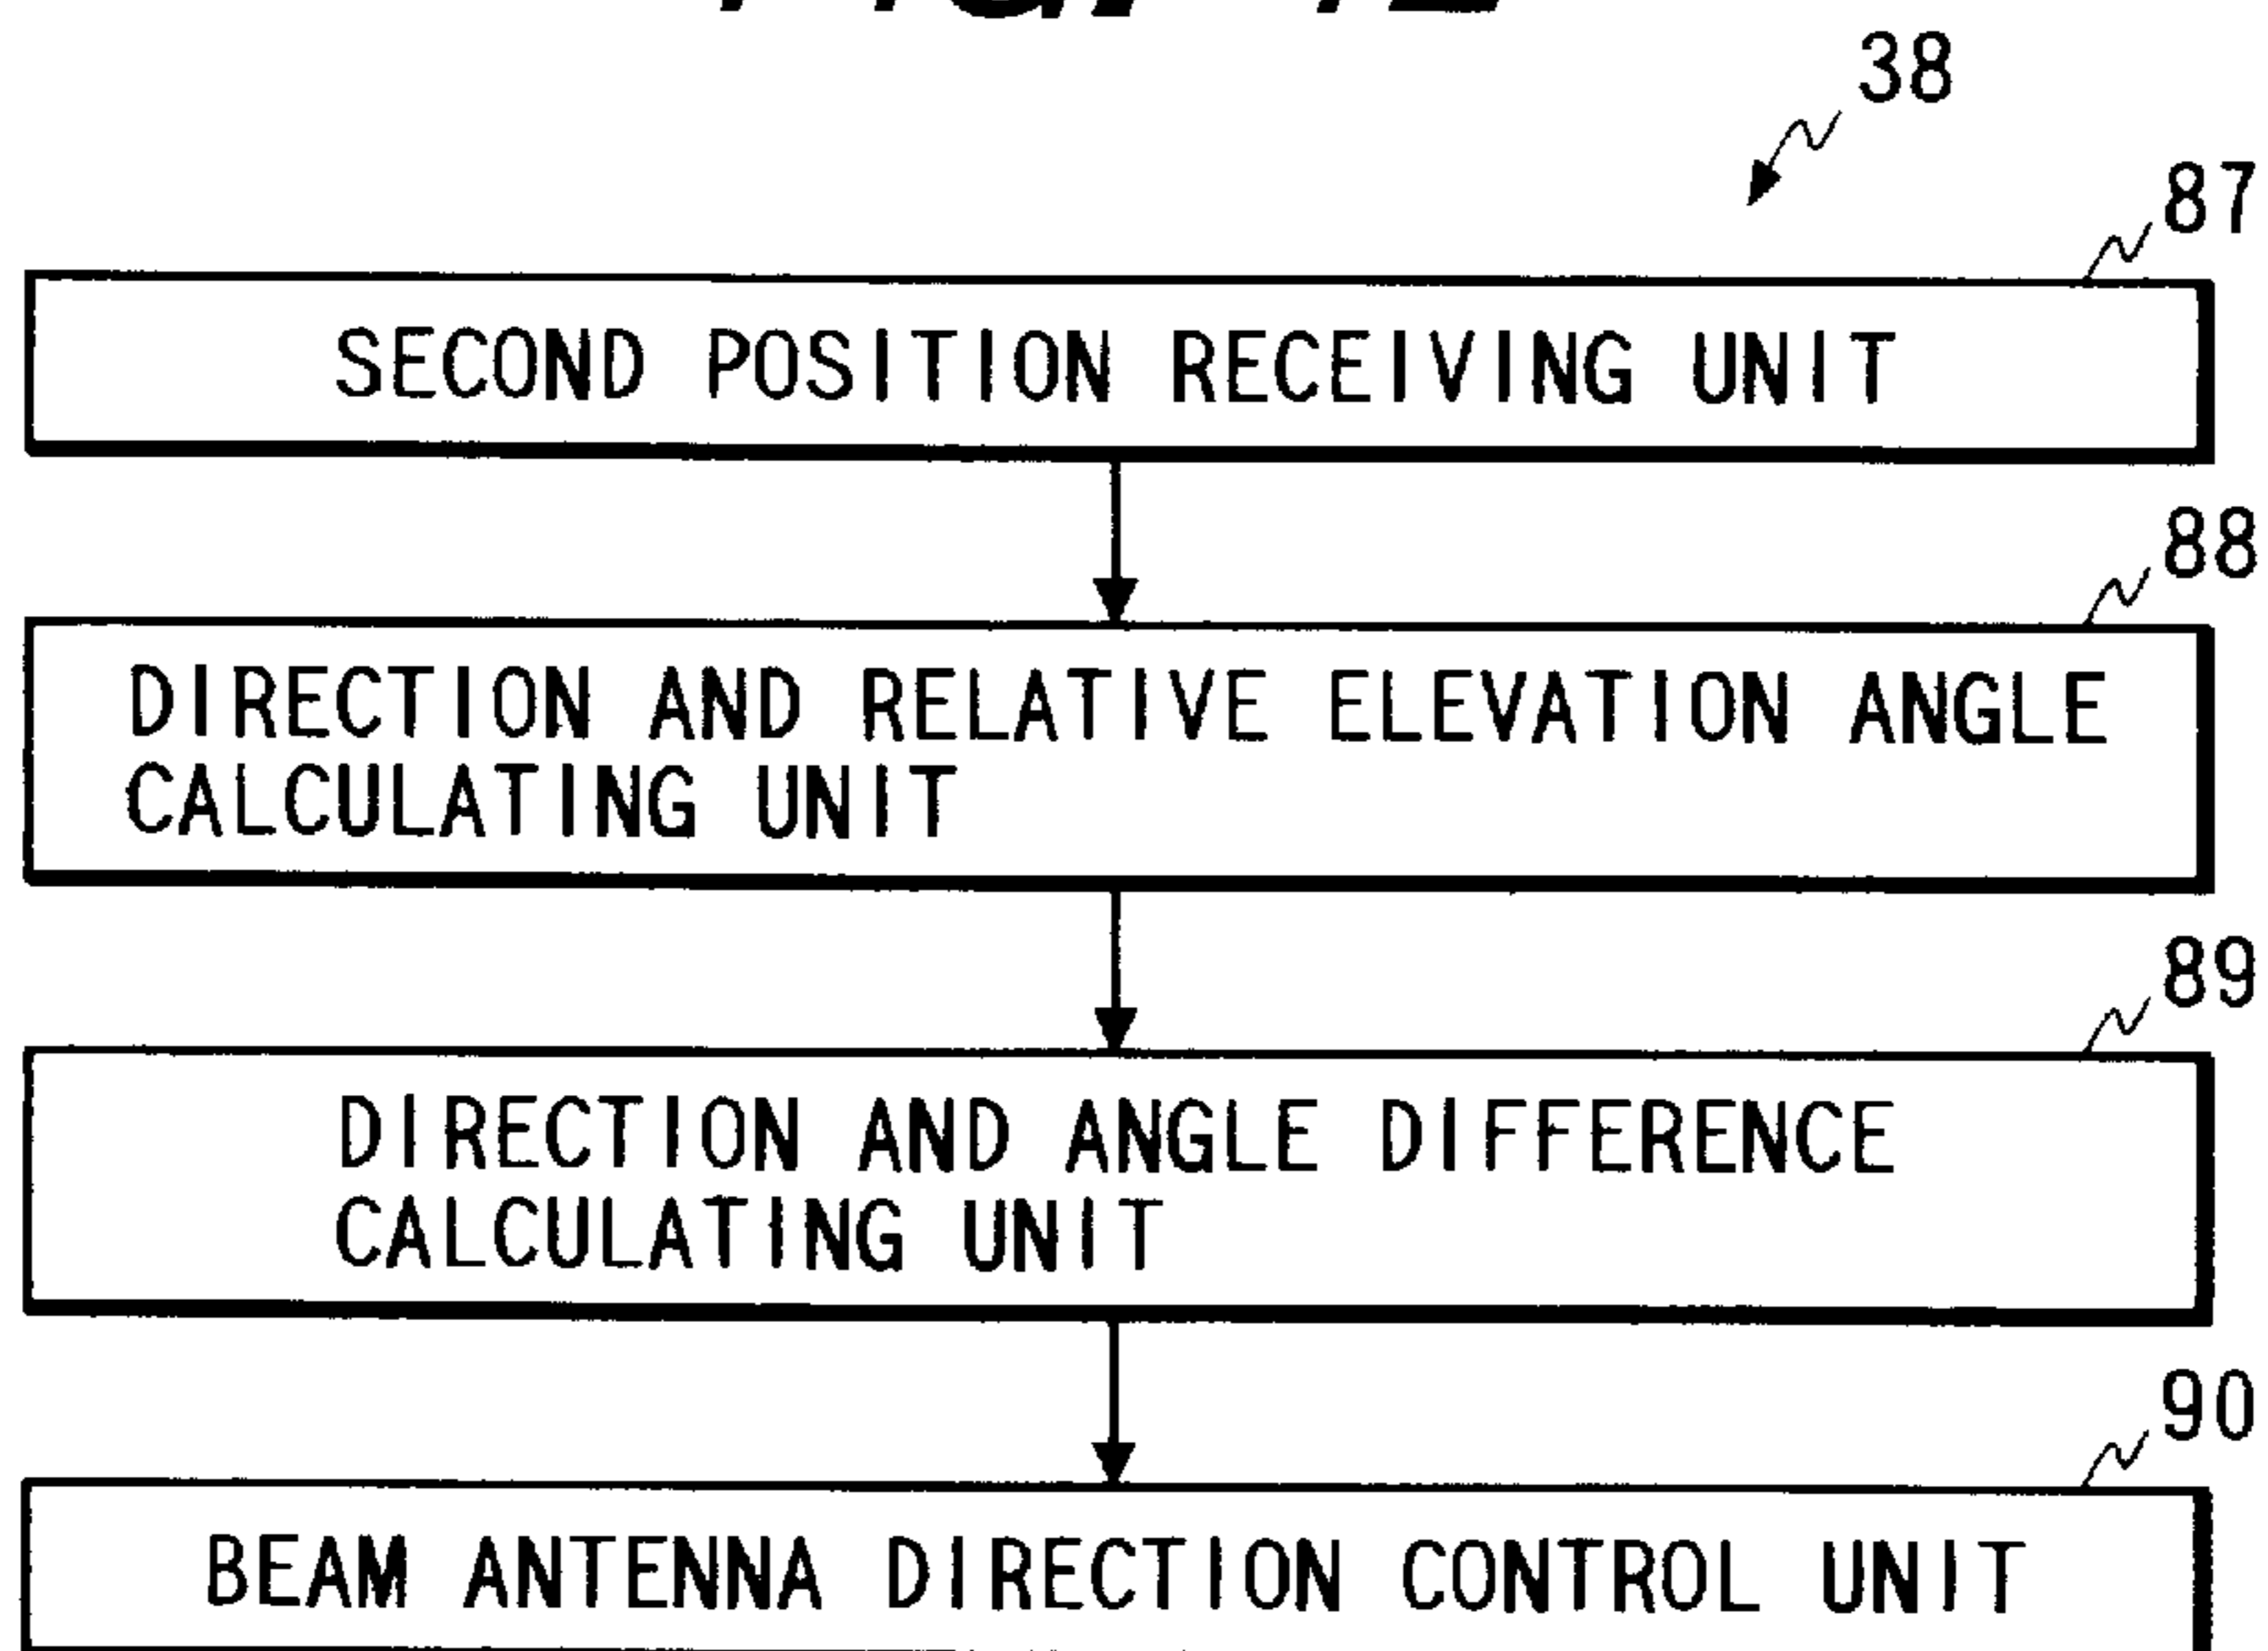 38
87
SECOND POSITION RECEIVING UNIT
88
DIRECTION AND RELATIVE ELEVATION ANGLE
CALCULATING UNIT
89
DIRECTION AND ANGLE DIFFERENCE
CALCULATING UNIT
90
BEAM ANTENNA DIRECTION CONTROL UNIT